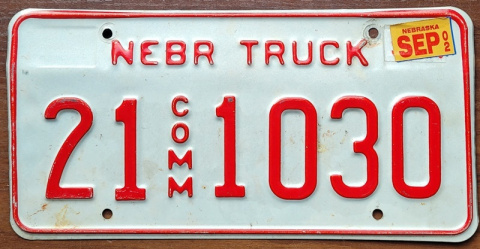 NEBR TRUCK
NEBRASKA
SEP 02
21 COMM 1030